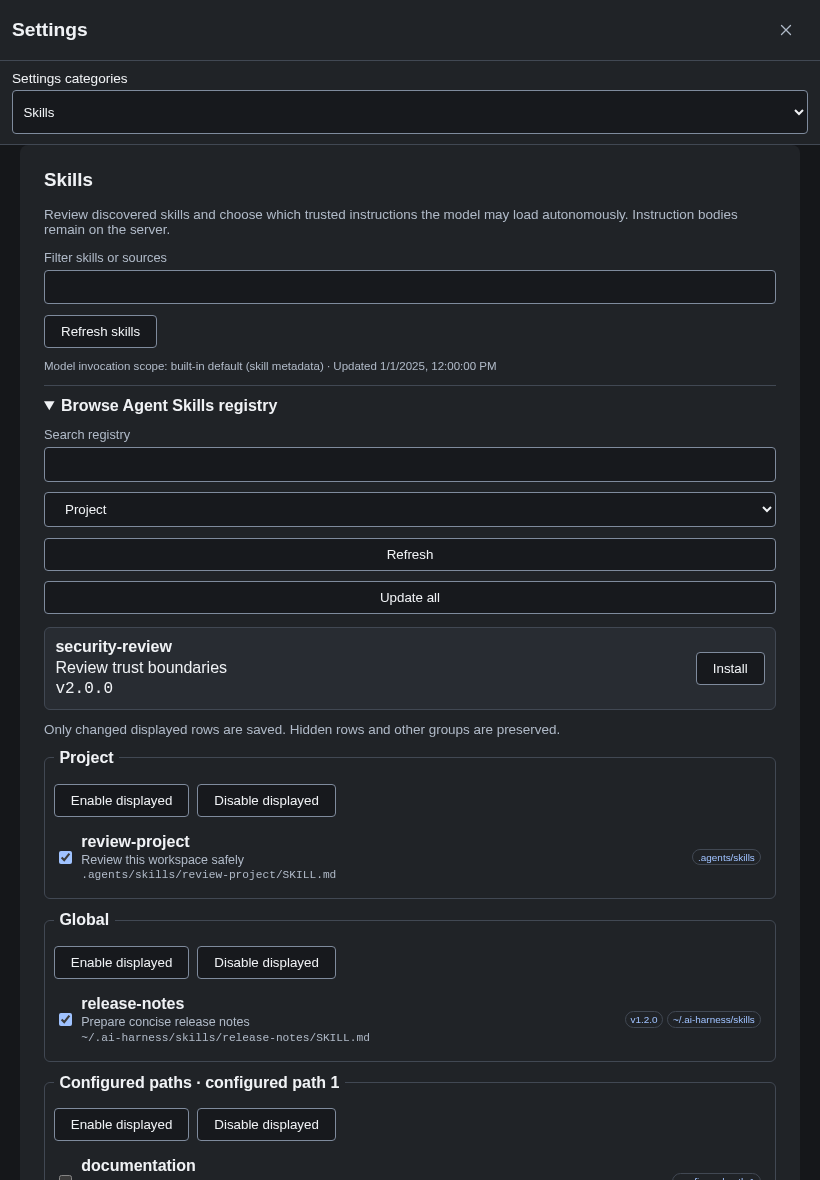 Settings
Settings categories
Skills
Skills
Review discovered skills and choose which trusted instructions the model may load autonomously. Instruction bodies
remain on the server.
Filter skills or sources
Refresh skills
Model invocation scope: built-in default (skill metadata) · Updated 1/1/2025, 12:00:00 PM
Browse Agent Skills registry
Search registry
Project
Refresh
Update all
security-review
Review trust boundaries
v2.0.0
Install
Only changed displayed rows are saved. Hidden rows and other groups are preserved.
Project
Enable displayed
Disable displayed
review-project
Review this workspace safely
.agents/skills/review-project/SKILL.md
.agents/skills
Global
Enable displayed
Disable displayed
release-notes
Prepare concise release notes
~/.ai-harness/skills/release-notes/SKILL.md
v1.2.0
~/.ai-harness/skills
Configured paths · configured path 1
Enable displayed
Disable displayed
documentation